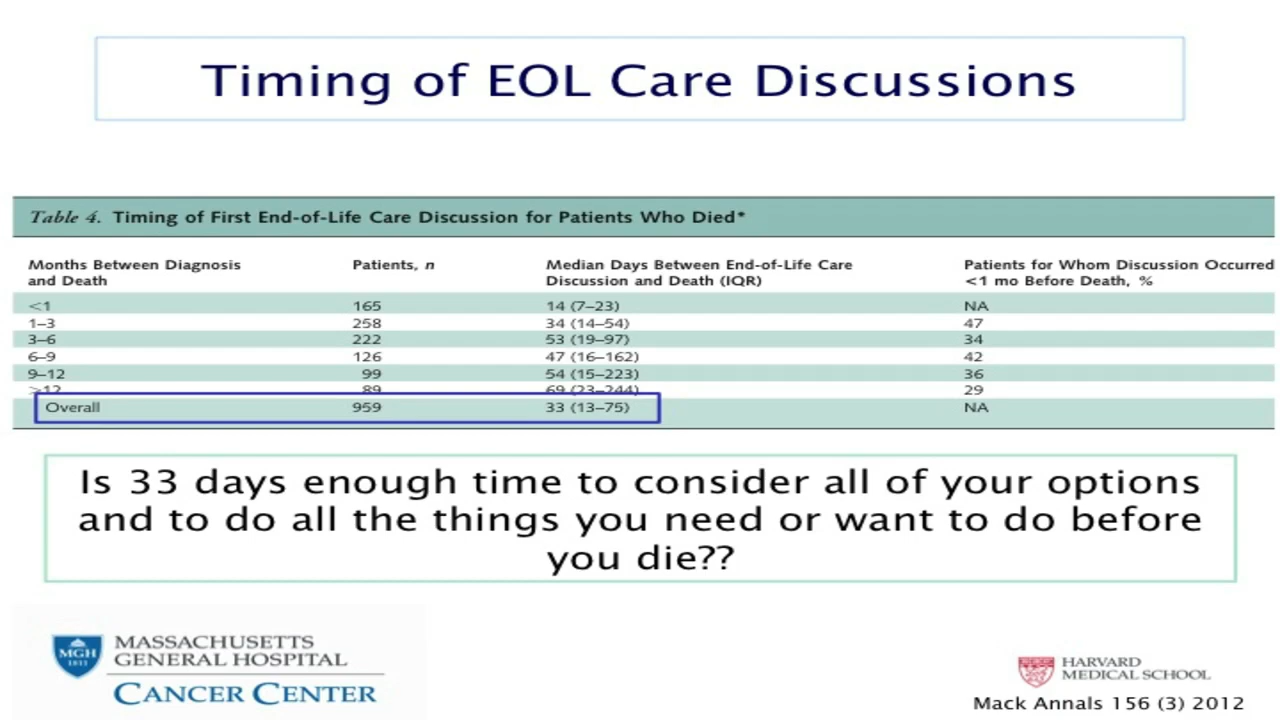 Timing of EOL Care Discussions
Table 4. Timing of First End-of-Life Care Discussion for Patients Who Died*
Months Between Diagnosis and Death Patients, n Median Days Between End-of-Life Care Discussion and Death (IQR) Patients for Whom Discussion Occurred <1 mo Before Death, %
<1 165 14 (7–23) NA
1–3 258 34 (14–54) 47
3–6 222 53 (19–97) 34
6–9 126 47 (16–162) 42
9–12 99 54 (15–223) 36
>12 89 69 (23–244) 29
Overall 959 33 (13–75) NA
Is 33 days enough time to consider all of your options
and to do all the things you need or want to do before
you die??
MGH
1811
MASSACHUSETTS
GENERAL HOSPITAL
CANCER CENTER
HARVARD
MEDICAL SCHOOL
Mack Annals 156 (3) 2012